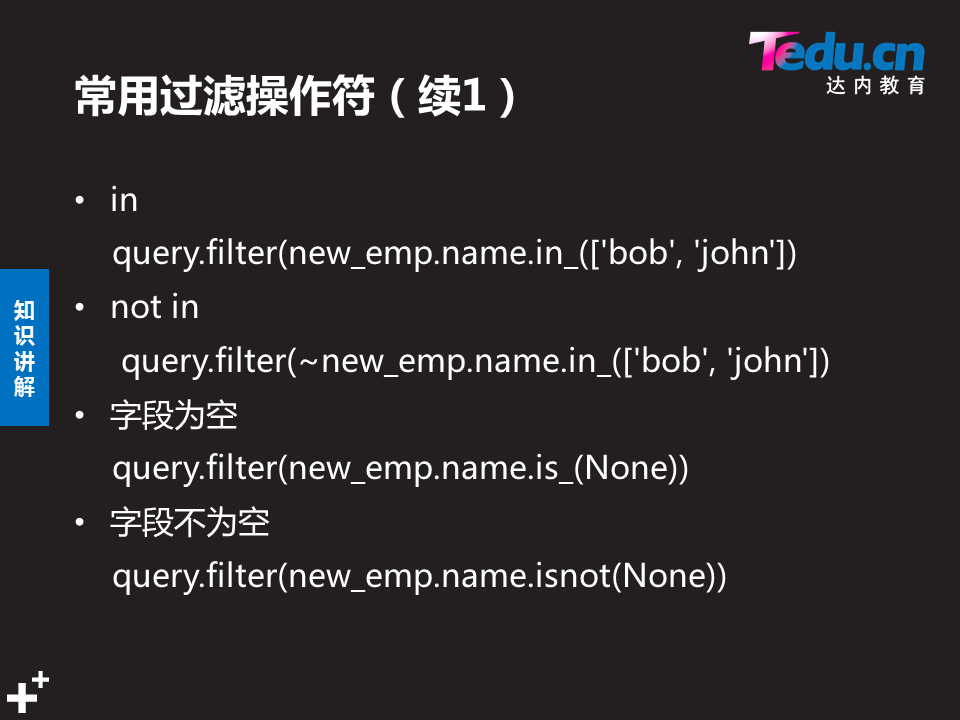 Tedu.cn
达内教育
常用过滤操作符（续1）
• in
query.filter(new_emp.name.in_(['bob', 'john'])
• not in
query.filter(~new_emp.name.in_(['bob', 'john'])
• 字段为空
query.filter(new_emp.name.is_(None))
• 字段不为空
query.filter(new_emp.name.isnot(None))
知识讲解